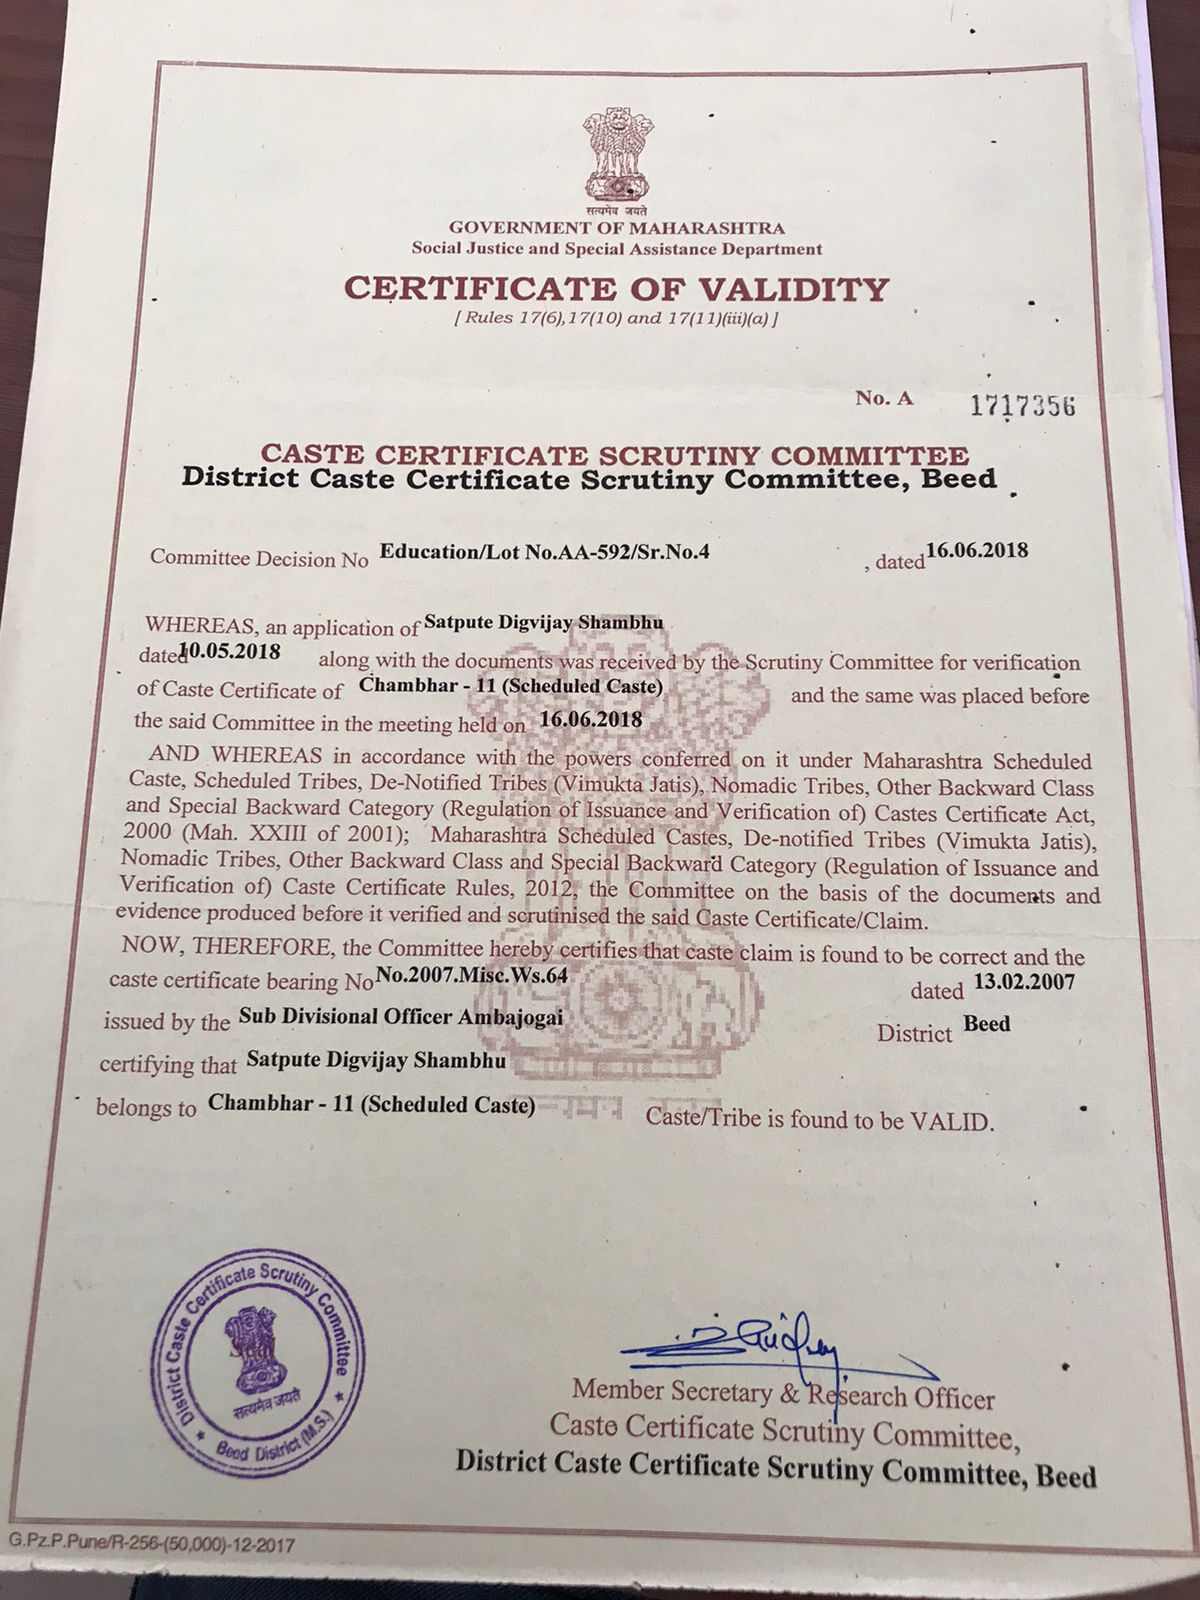 सत्यमेव जयते
GOVERNMENT OF MAHARASHTRA
Social Justice and Special Assistance Department
CERTIFICATE OF VALIDITY
[ Rules 17(6),17(10) and 17(11)(iii)(a) ]
No. A 1717356
CASTE CERTIFICATE SCRUTINY COMMITTEE
District Caste Certificate Scrutiny Committee, Beed
Committee Decision No Education/Lot No.AA-592/Sr.No.4 , dated 16.06.2018
WHEREAS, an application of Satpute Digvijay Shambhu
dated 10.05.2018 along with the documents was received by the Scrutiny Committee for verification
of Caste Certificate of Chambhar - 11 (Scheduled Caste) and the same was placed before
the said Committee in the meeting held on 16.06.2018
AND WHEREAS in accordance with the powers conferred on it under Maharashtra Scheduled
Caste, Scheduled Tribes, De-Notified Tribes (Vimukta Jatis), Nomadic Tribes, Other Backward Class
and Special Backward Category (Regulation of Issuance and Verification of) Castes Certificate Act,
2000 (Mah. XXIII of 2001); Maharashtra Scheduled Castes, De-notified Tribes (Vimukta Jatis),
Nomadic Tribes, Other Backward Class and Special Backward Category (Regulation of Issuance and
Verification of) Caste Certificate Rules, 2012, the Committee on the basis of the documents and
evidence produced before it verified and scrutinised the said Caste Certificate/Claim.
NOW, THEREFORE, the Committee hereby certifies that caste claim is found to be correct and the
caste certificate bearing No No.2007.Misc.Ws.64 dated 13.02.2007
issued by the Sub Divisional Officer Ambajogai District Beed
certifying that Satpute Digvijay Shambhu
belongs to Chambhar - 11 (Scheduled Caste) Caste/Tribe is found to be VALID.
District Caste Certificate Scrutiny Committee
Seal
सत्यमेव जयते
★ Beed District (M.S.) ★
Member Secretary & Research Officer
Caste Certificate Scrutiny Committee,
District Caste Certificate Scrutiny Committee, Beed
G.Pz.P.Pune/R-256-(50,000)-12-2017